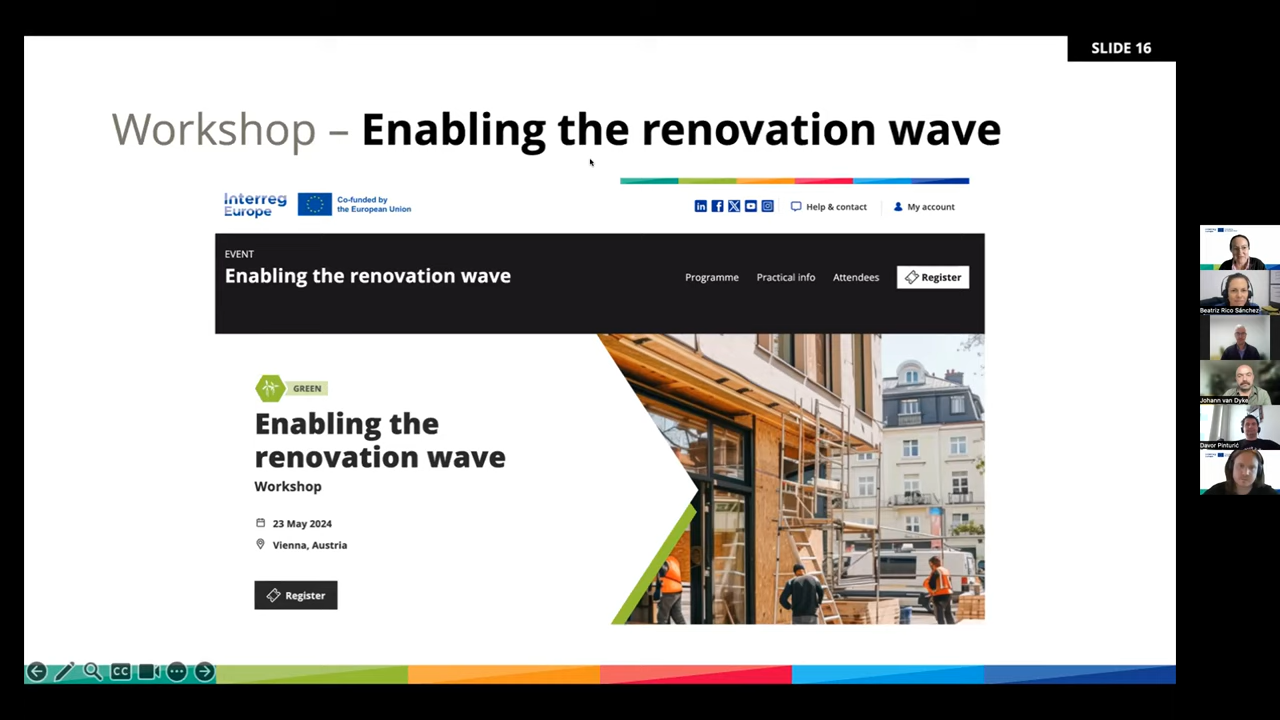 SLIDE 16
Workshop – Enabling the renovation wave
Interreg
Europe
Co-funded by
the European Union
Help & contact
My account
EVENT
Enabling the renovation wave
Programme
Practical info
Attendees
Register
GREEN
Enabling the
renovation wave
Workshop
23 May 2024
Vienna, Austria
Register
CC
Beatriz Rico Sánchez
Johann van Dyke
Davor Pinturić